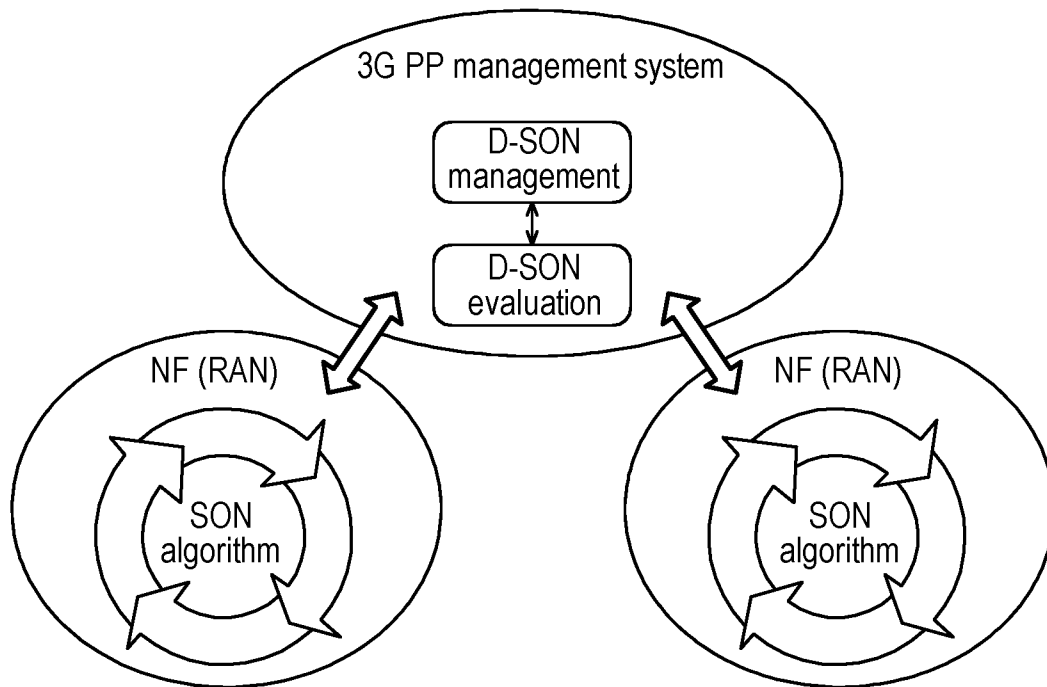 3G PP management system
D-SON
management
D-SON
evaluation
NF (RAN)
SON
algorithm
NF (RAN)
SON
algorithm